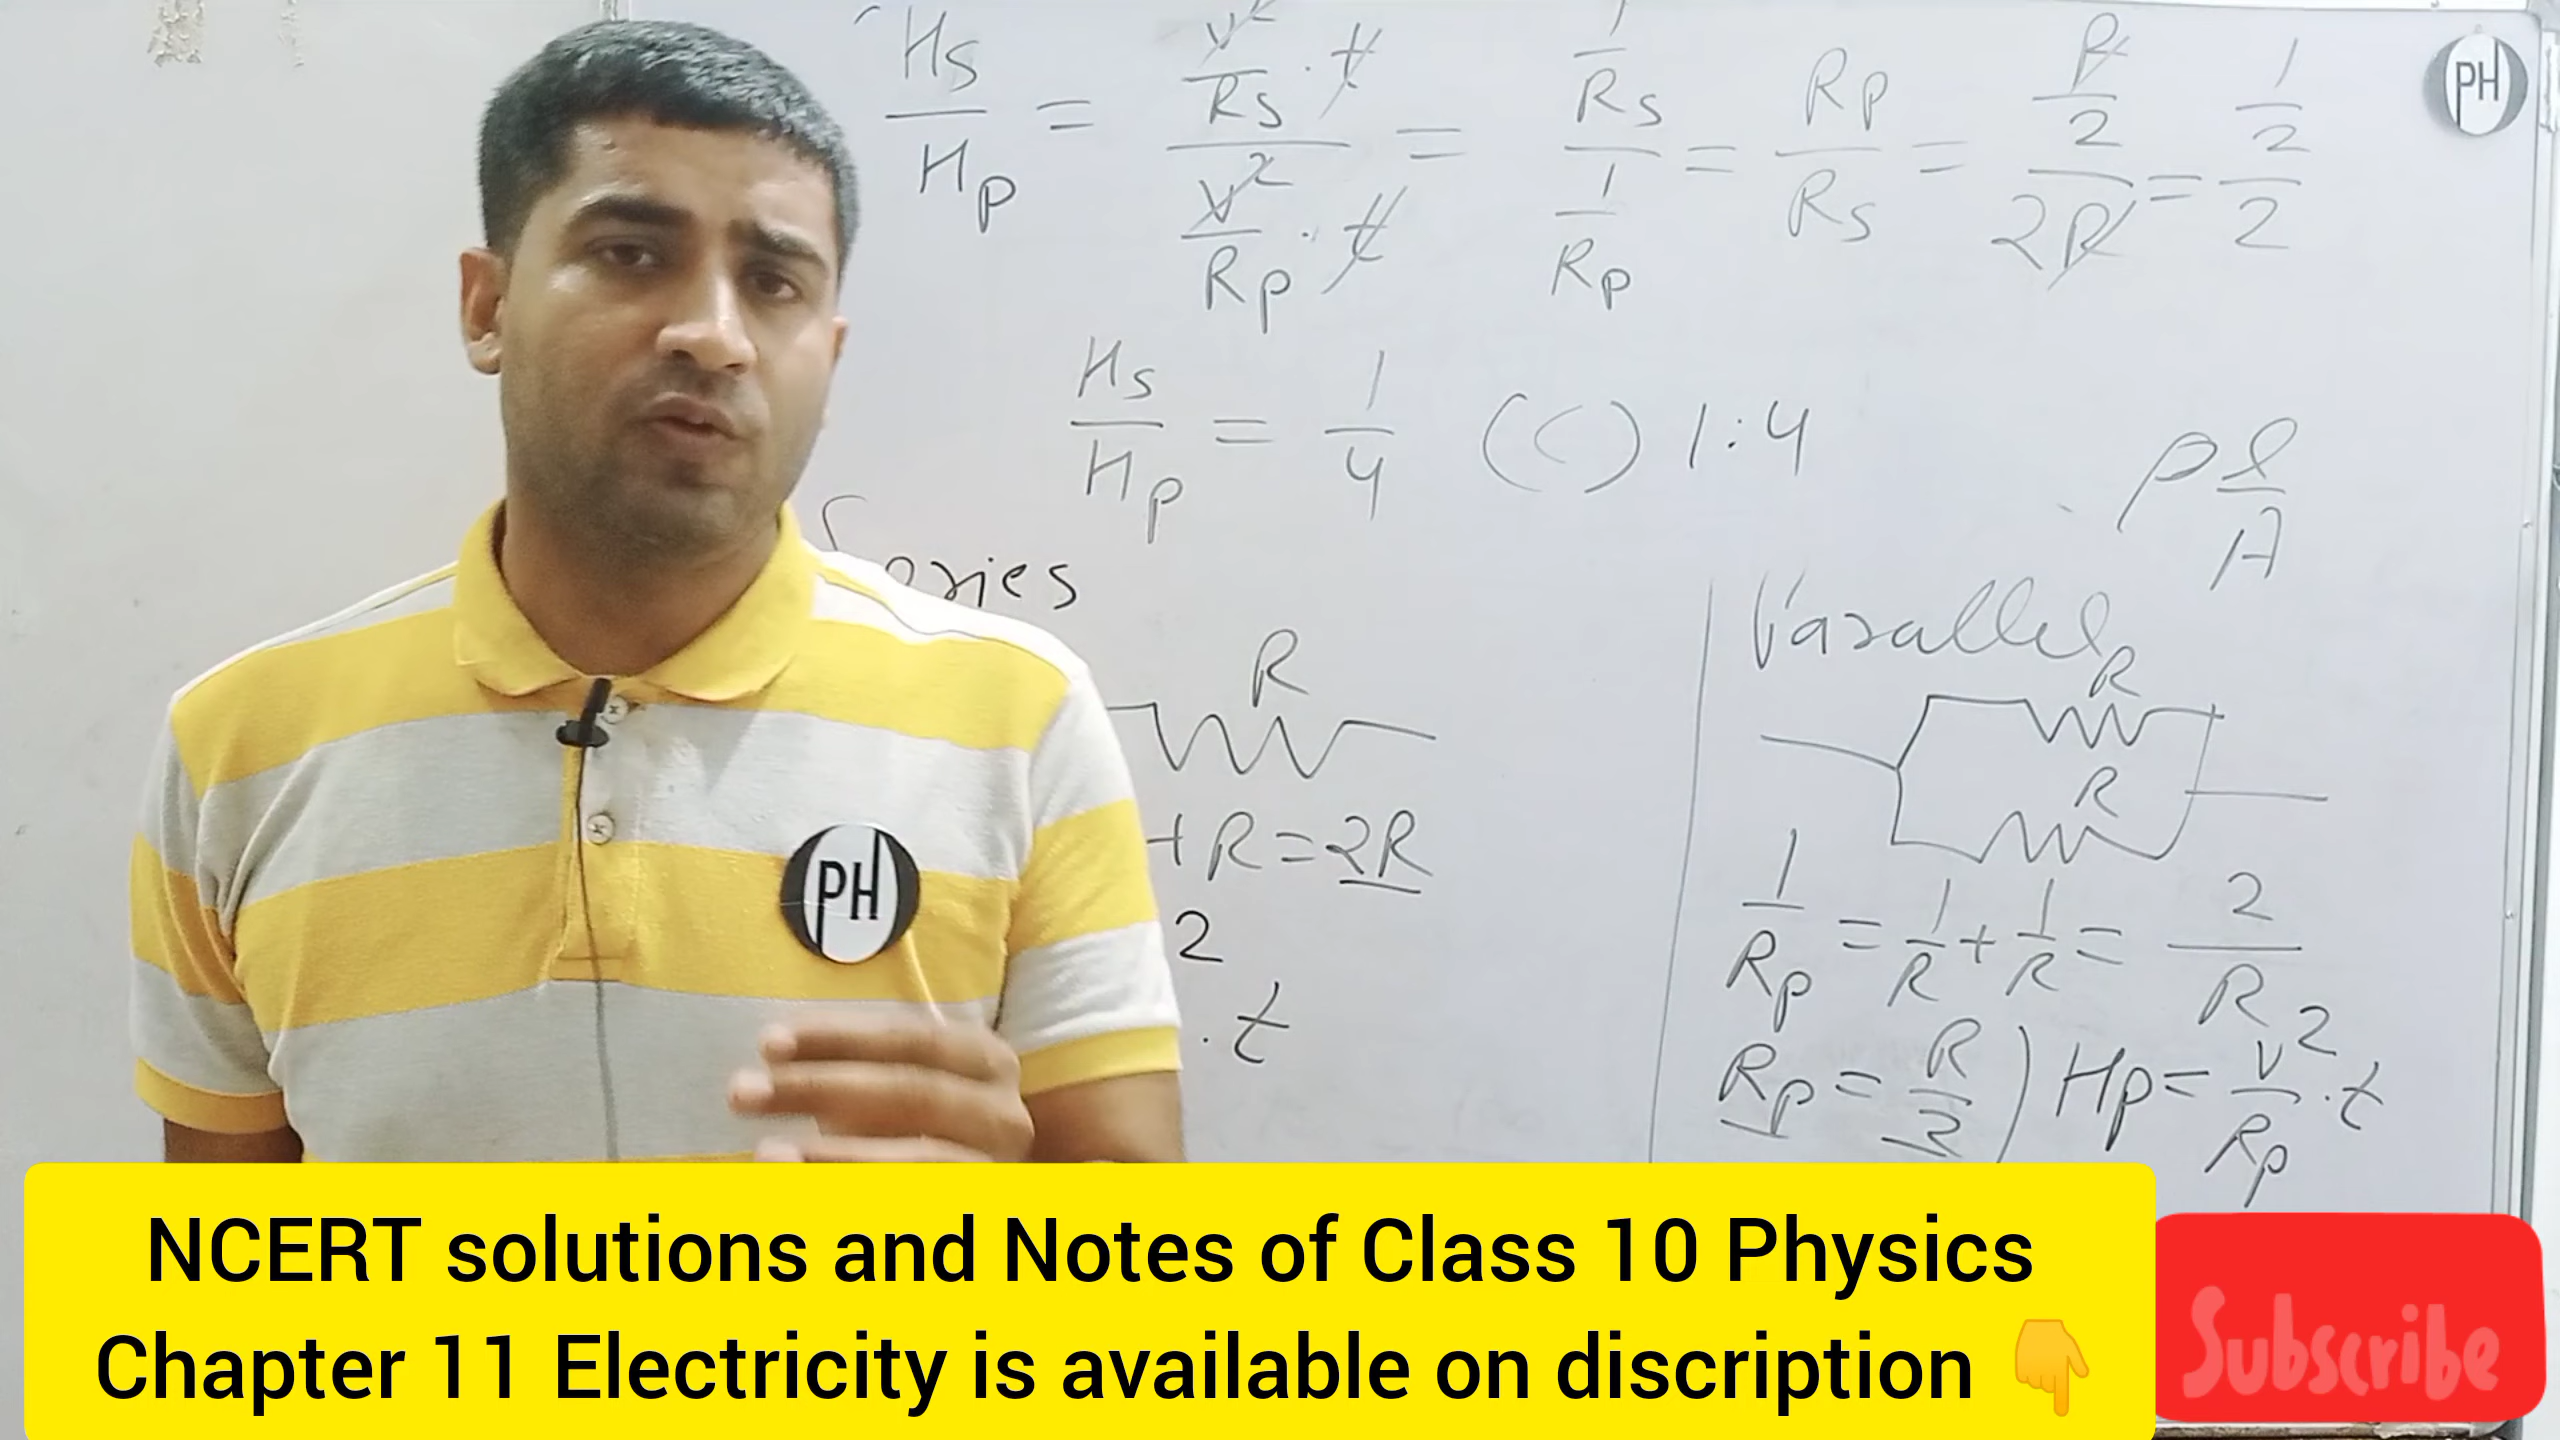 Hs/Hp = (V²/Rs . t)/(V²/Rp . t) = (1/Rs)/(1/Rp) = Rp/Rs = (R/2)/2R = (1/2)/2
PH
Hs/Hp = 1/4 (C) 1:4
ρ l/A
Series
R
+ R = 2R
2
. t
Parallel
R
R
1/Rp = 1/R + 1/R = 2/R
Rp = R/2) Hp = V²/Rp . t
PH
NCERT solutions and Notes of Class 10 Physics
Chapter 11 Electricity is available on discription 👇
Subscribe